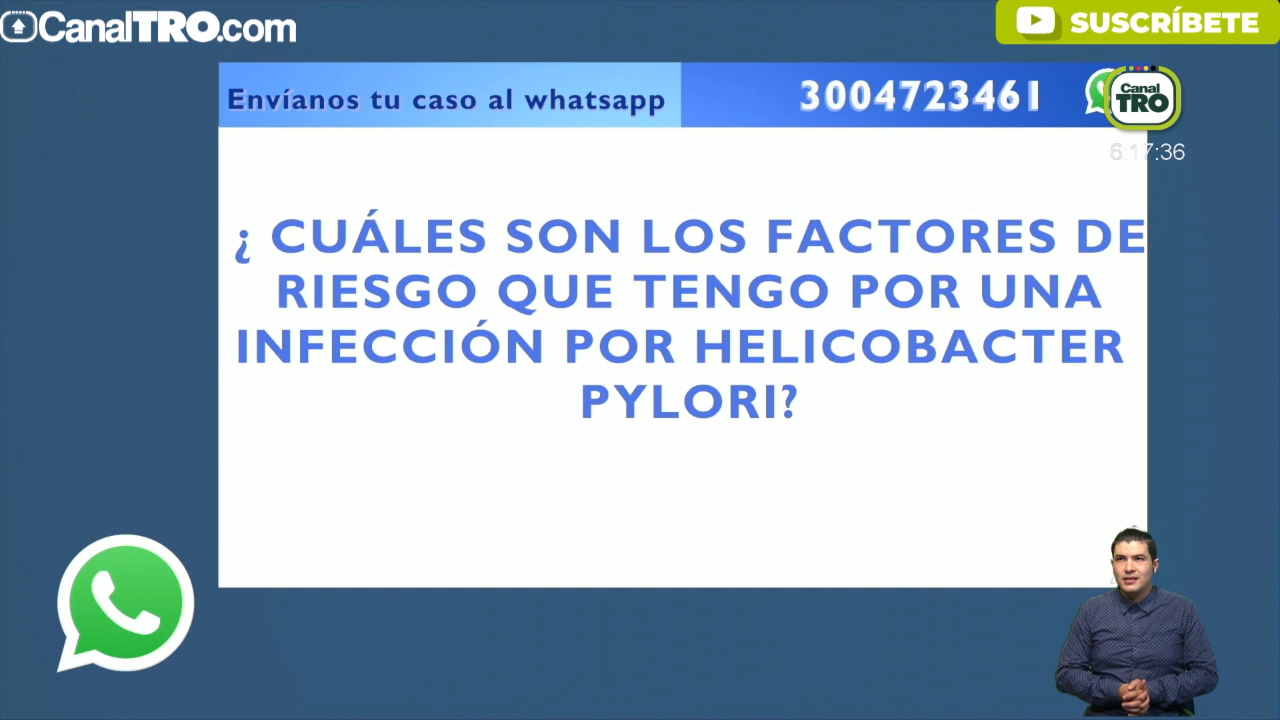 CanalTRO.com
SUSCRÍBETE
Envíanos tu caso al whatsapp
3004723461
Canal
TRO
6:17:36
¿ CUÁLES SON LOS FACTORES DE
RIESGO QUE TENGO POR UNA
INFECCIÓN POR HELICOBACTER
PYLORI?